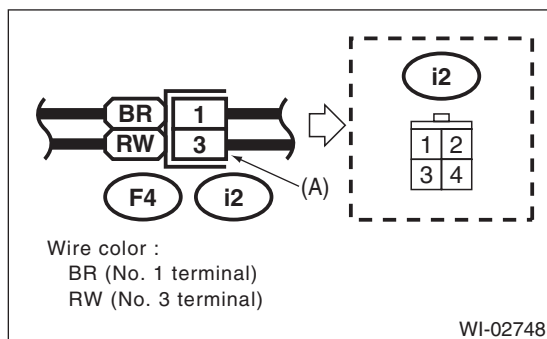 i2
BR 1
RW 3
1 2
3 4
F4 i2 (A)
Wire color :
BR (No. 1 terminal)
RW (No. 3 terminal)
WI-02748